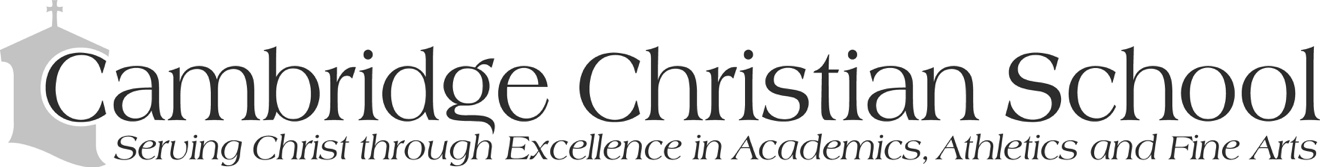 Cambridge Christian School
Serving Christ through Excellence in Academics, Athletics and Fine Arts